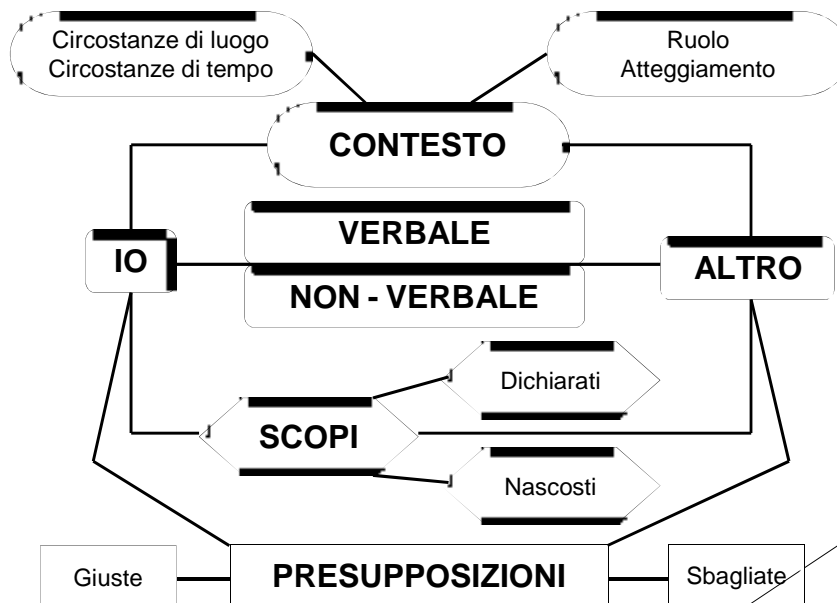 Circostanze di luogo
Circostanze di tempo
Ruolo
Atteggiamento
CONTESTO
VERBALE
IO
ALTRO
NON - VERBALE
Dichiarati
SCOPI
Nascosti
Giuste
PRESUPPOSIZIONI
Sbagliate